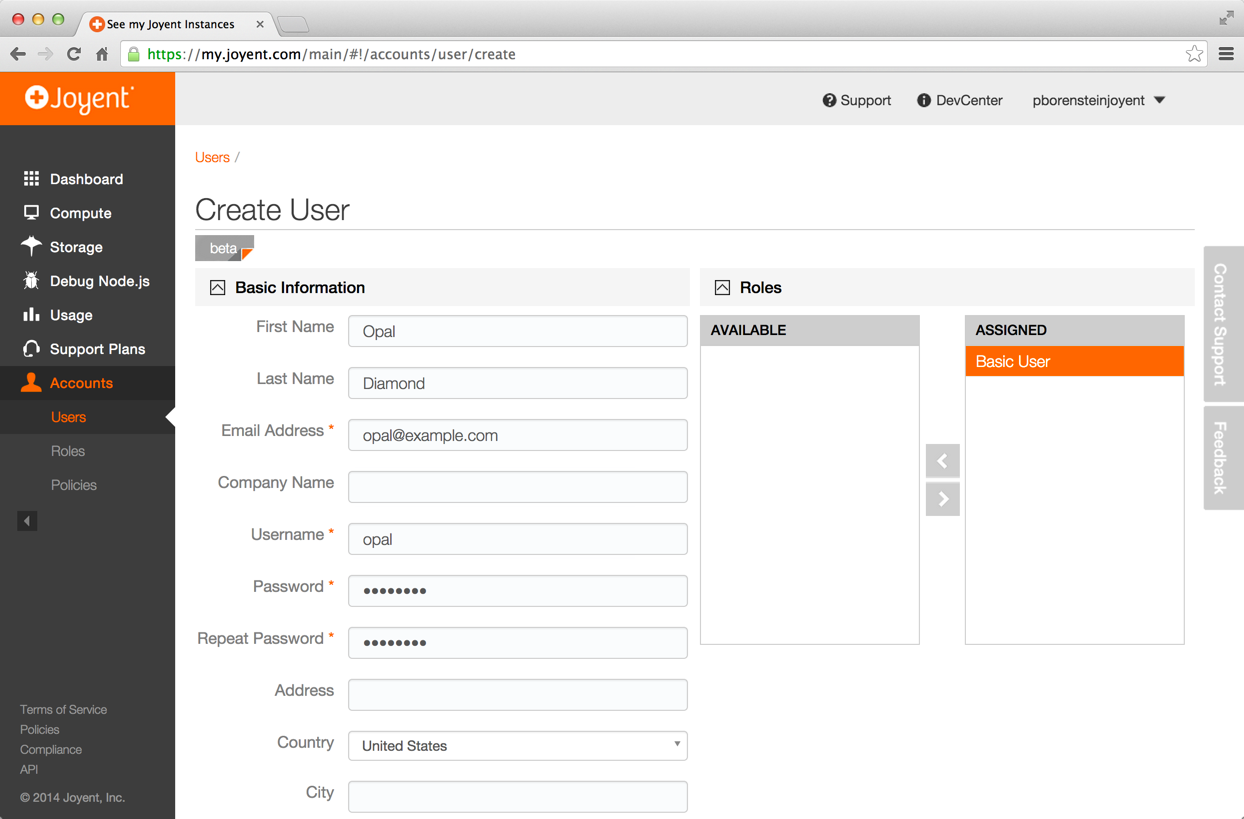 See my Joyent Instances
https://my.joyent.com/main/#!/accounts/user/create
Joyent
Support
DevCenter
pborensteinjoyent
Dashboard
Compute
Storage
Debug Node.js
Usage
Support Plans
Accounts
Users
Roles
Policies
Terms of Service
Policies
Compliance
API
© 2014 Joyent, Inc.
Users /
Create User
beta
Basic Information
First Name Opal
Last Name Diamond
Email Address * opal@example.com
Company Name
Username * opal
Password * ••••••••
Repeat Password * ••••••••
Address
Country United States
City
Roles
AVAILABLE
ASSIGNED
Basic User
Contact Support
Feedback